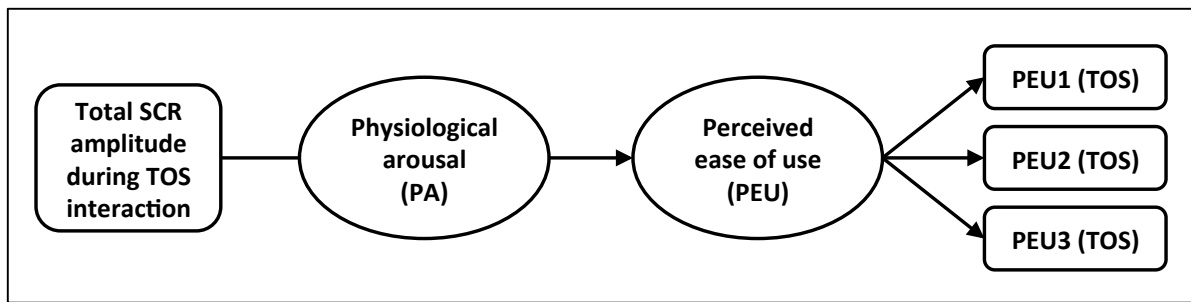 Total SCR
amplitude
during TOS
interaction
Physiological
arousal
(PA)
Perceived
ease of use
(PEU)
PEU1 (TOS)
PEU2 (TOS)
PEU3 (TOS)